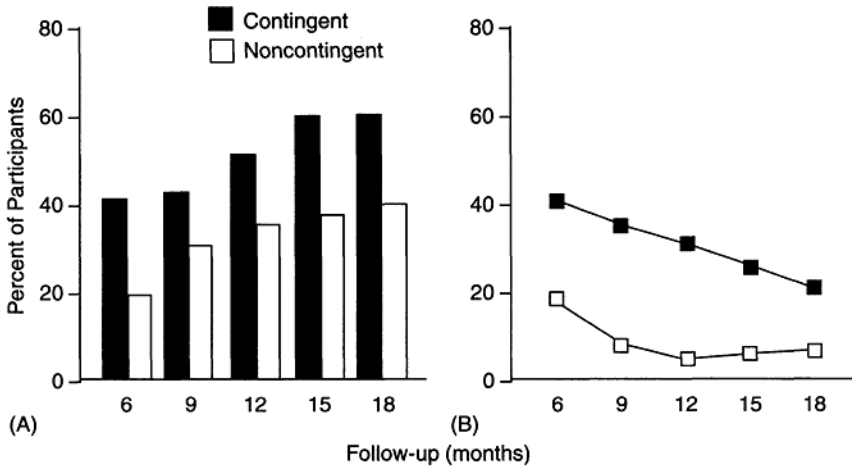 Contingent
Noncontingent
Percent of Participants
80
60
40
20
0
6 9 12 15 18
(A)
80
60
40
20
0
6 9 12 15 18
(B)
Follow-up (months)